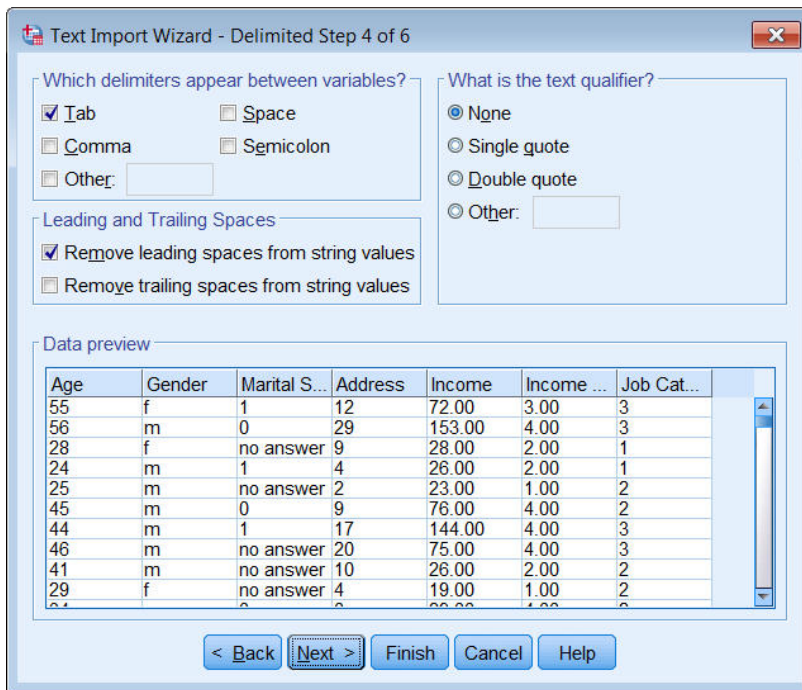 Text Import Wizard - Delimited Step 4 of 6
Which delimiters appear between variables?
Tab
Space
Comma
Semicolon
Other:
What is the text qualifier?
None
Single quote
Double quote
Other:
Leading and Trailing Spaces
Remove leading spaces from string values
Remove trailing spaces from string values
Data preview
Age Gender Marital S... Address Income Income ... Job Cat...
55 f 1 12 72.00 3.00 3
56 m 0 29 153.00 4.00 3
28 f no answer 9 28.00 2.00 1
24 m 1 4 26.00 2.00 1
25 m no answer 2 23.00 1.00 2
45 m 0 9 76.00 4.00 2
44 m 1 17 144.00 4.00 3
46 m no answer 20 75.00 4.00 3
41 m no answer 10 26.00 2.00 2
29 f no answer 4 19.00 1.00 2
< Back Next > Finish Cancel Help